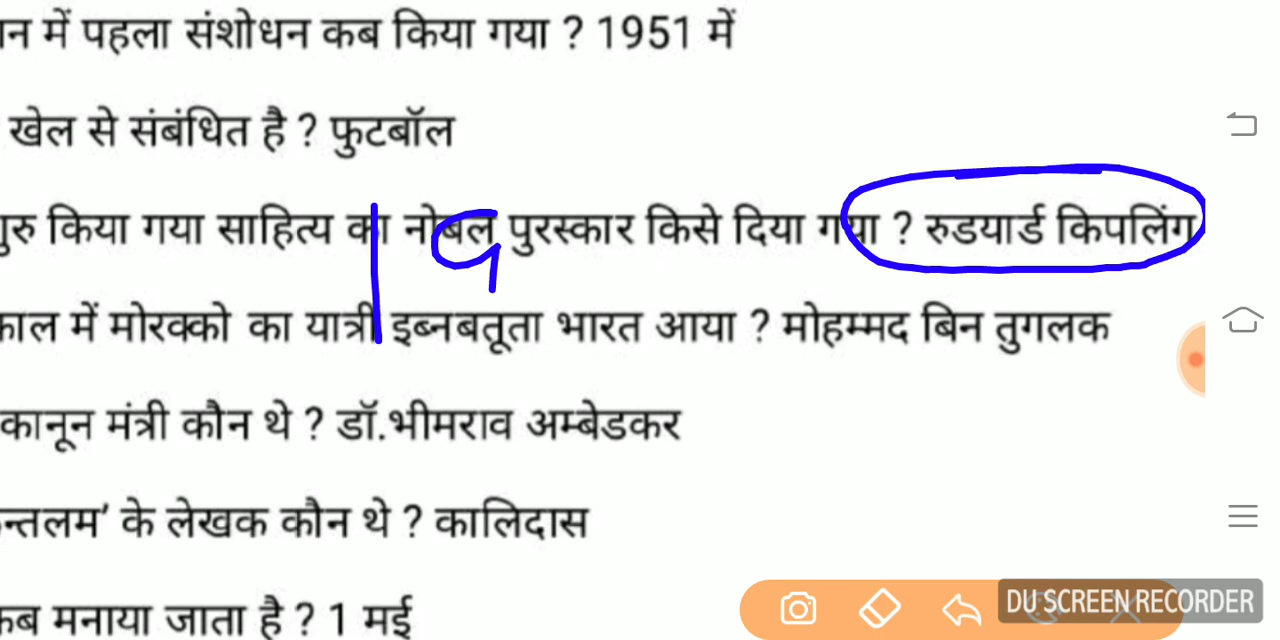 में पहला संशोधन कब किया गया ? 1951 में
खेल से संबंधित है ? फुटबॉल
किया गया साहित्य का नोबल पुरस्कार किसे दिया गया ? रुडयार्ड किपलिंग
19
में मोरक्को का यात्री इब्नबतूता भारत आया ? मोहम्मद बिन तुगलक
कानून मंत्री कौन थे ? डॉ.भीमराव अम्बेडकर
न्तलम’ के लेखक कौन थे ? कालिदास
कब मनाया जाता है ? 1 मई
DU SCREEN RECORDER